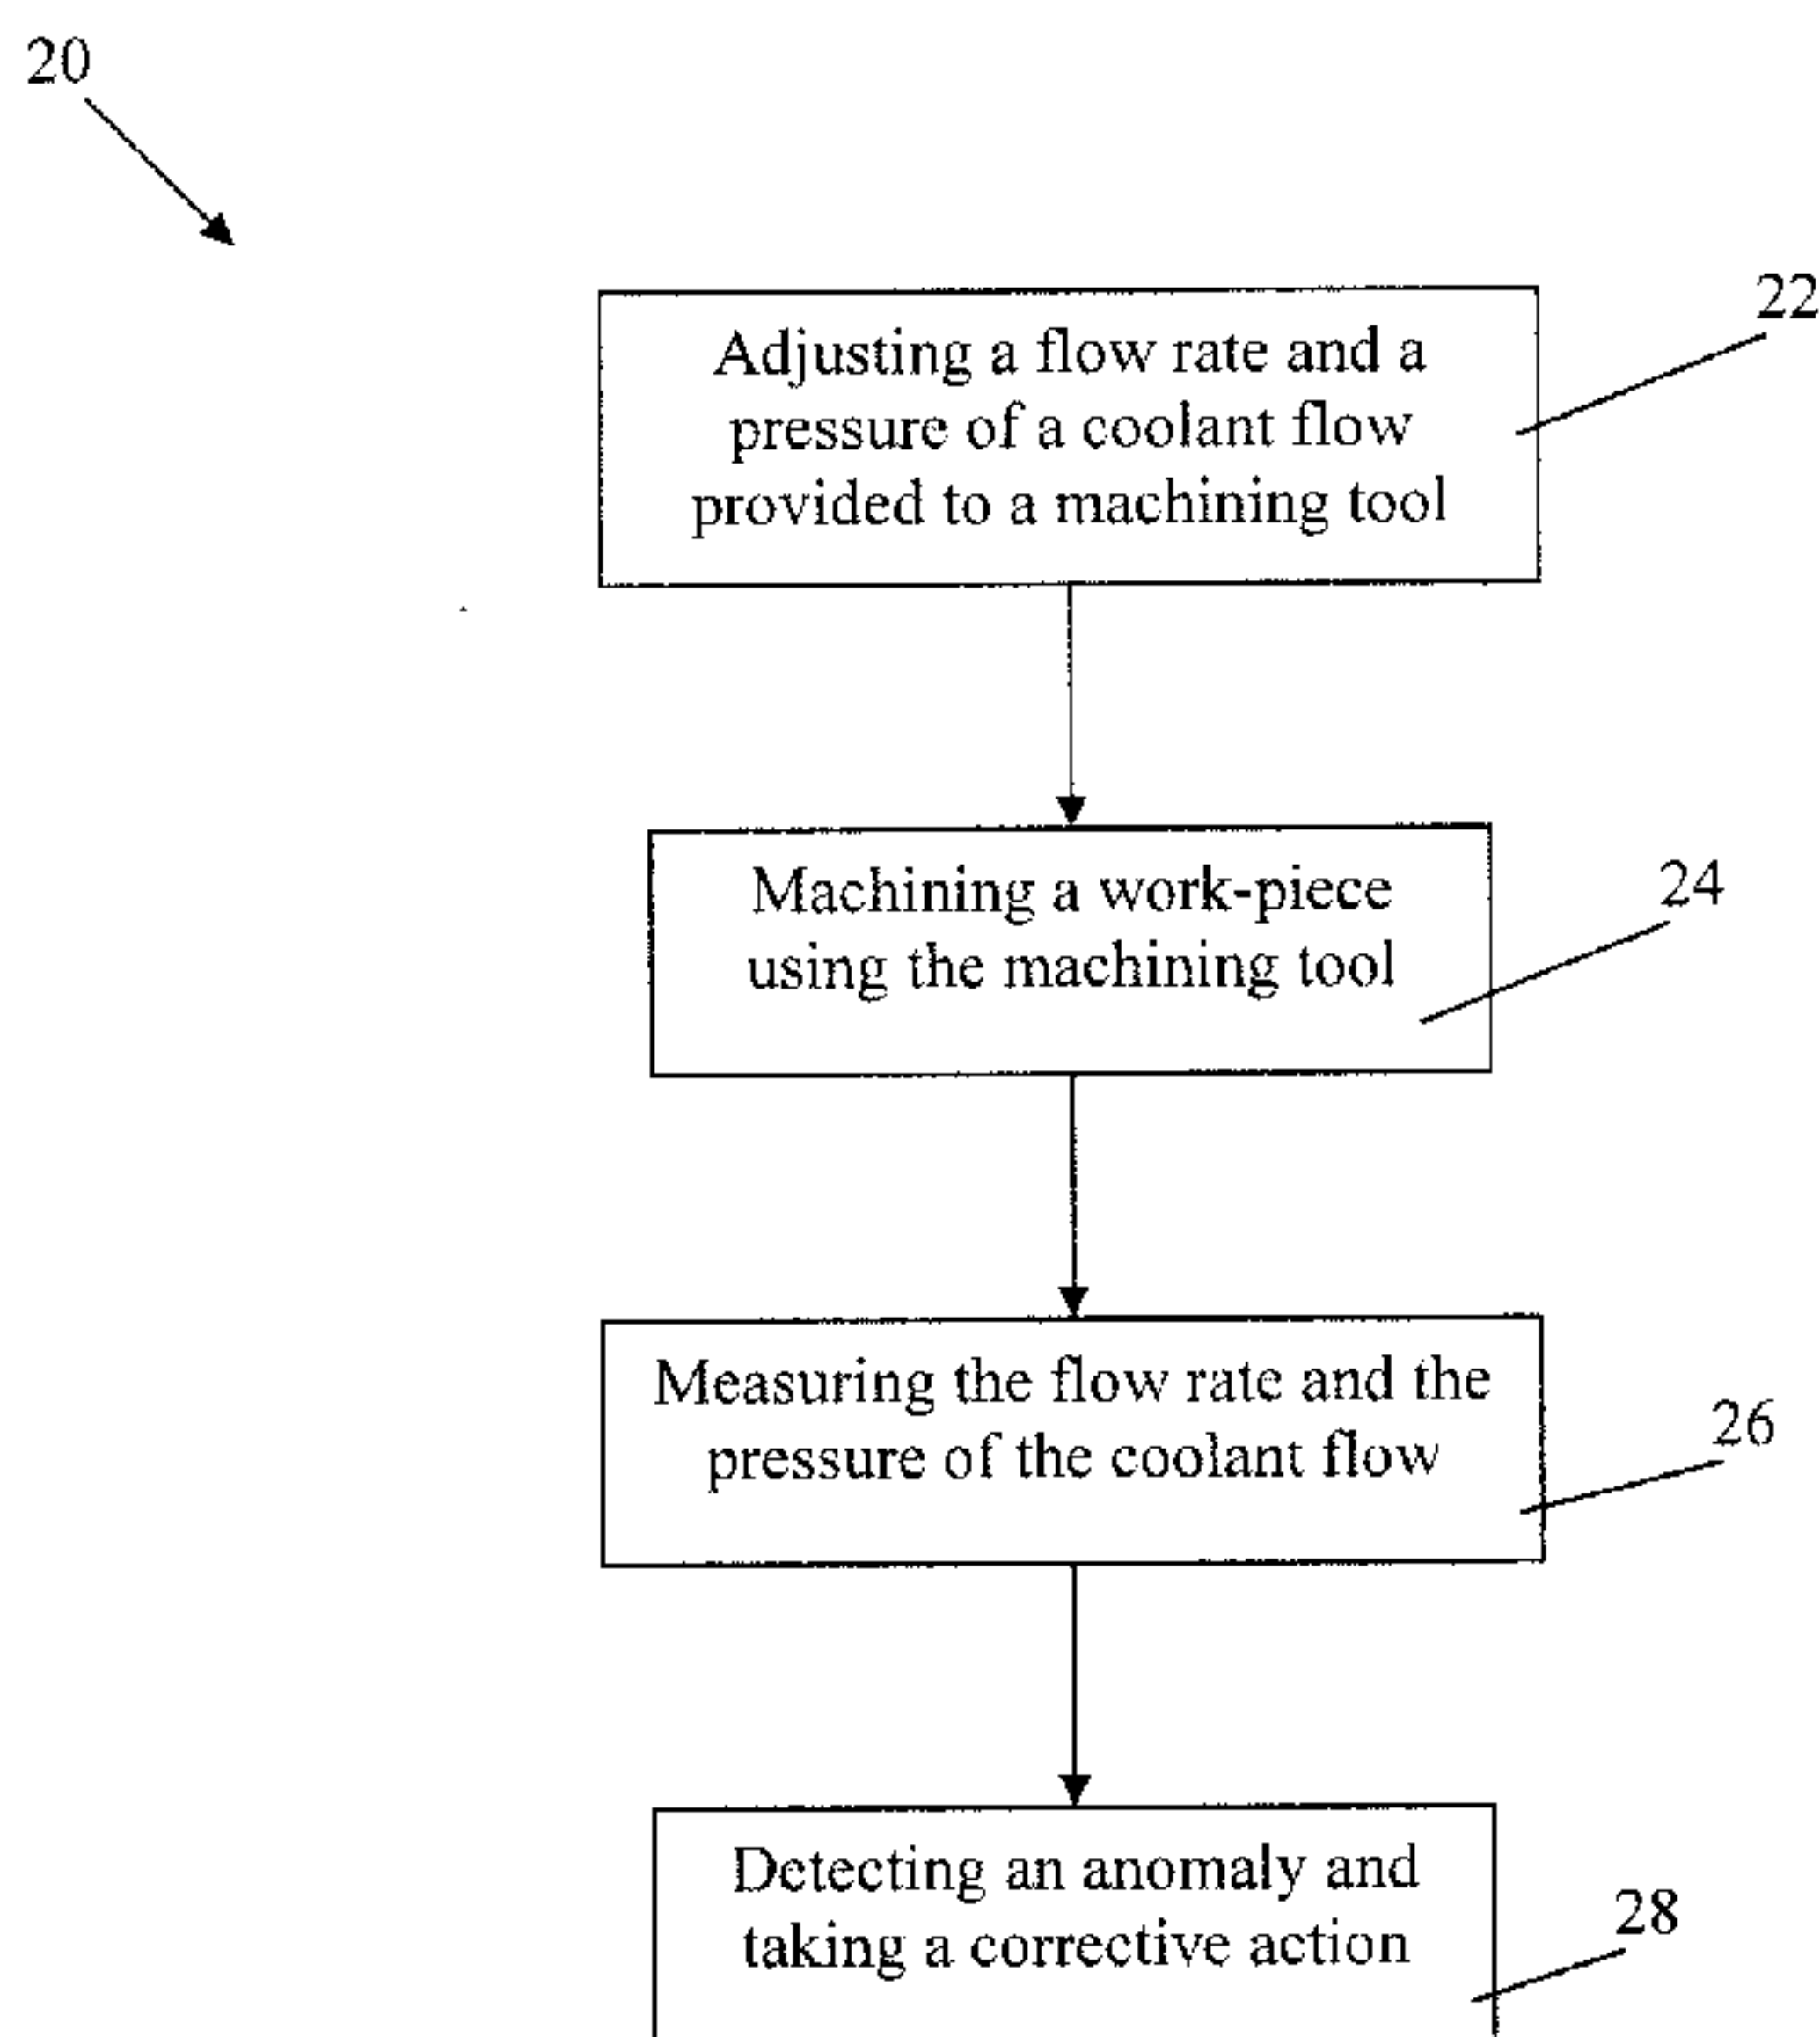 20
22
Adjusting a flow rate and a
pressure of a coolant flow
provided to a machining tool
24
Machining a work-piece
using the machining tool
26
Measuring the flow rate and the
pressure of the coolant flow
28
Detecting an anomaly and
taking a corrective action